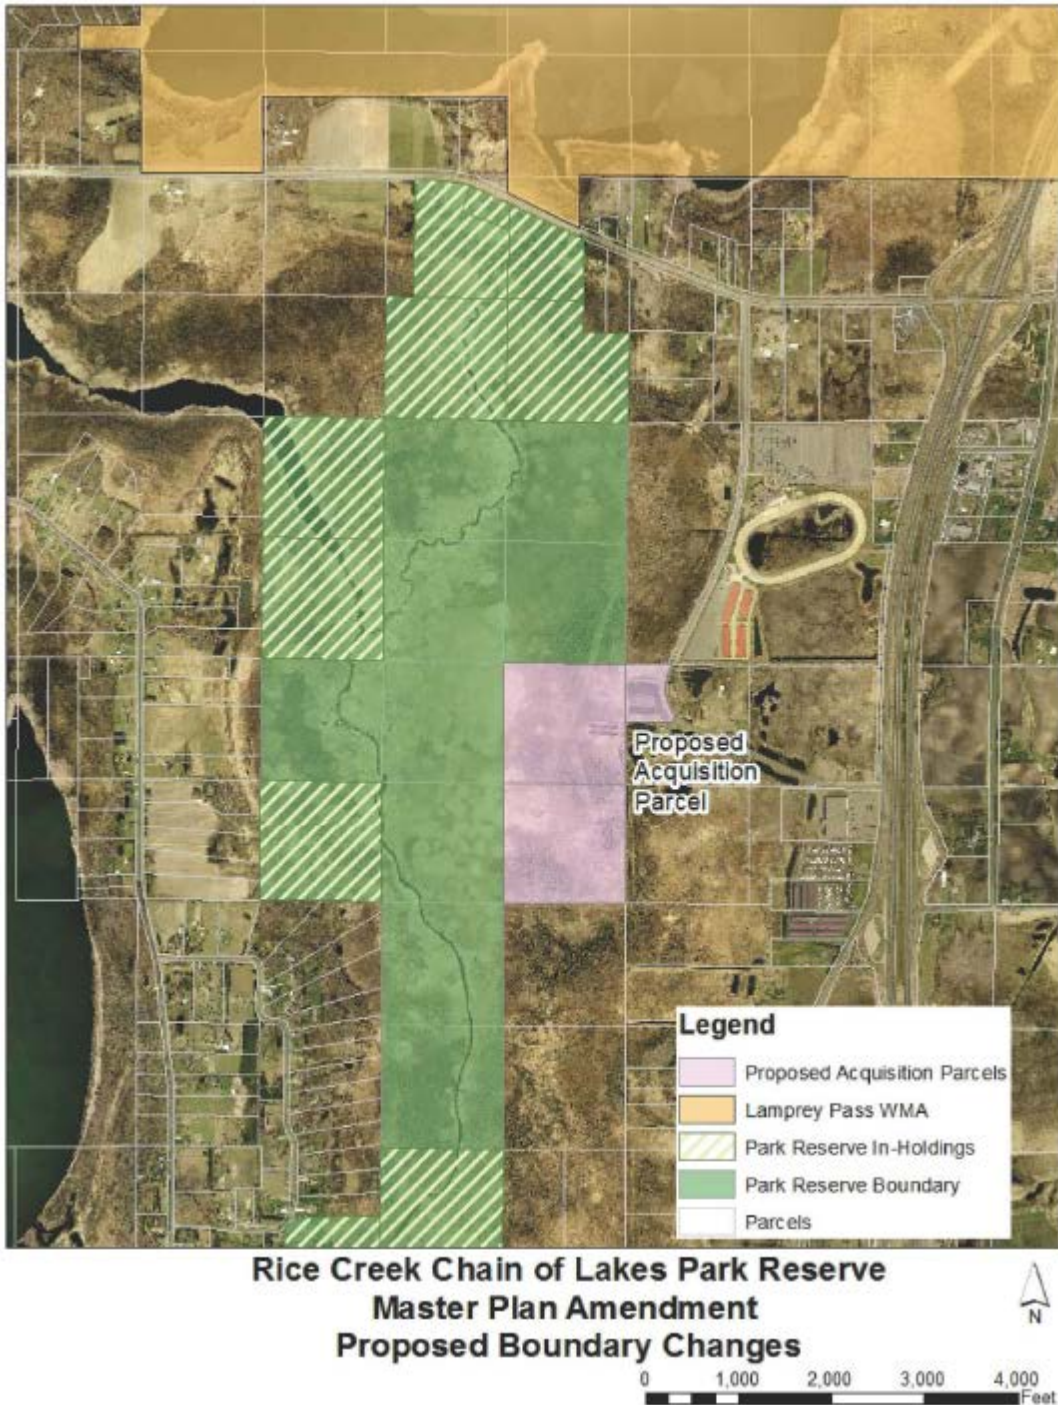 Proposed
Acquisition
Parcel
Legend
Proposed Acquisition Parcels
Lamprey Pass WMA
Park Reserve In-Holdings
Park Reserve Boundary
Parcels
Rice Creek Chain of Lakes Park Reserve
Master Plan Amendment
Proposed Boundary Changes
N
0 1,000 2,000 3,000 4,000
Feet